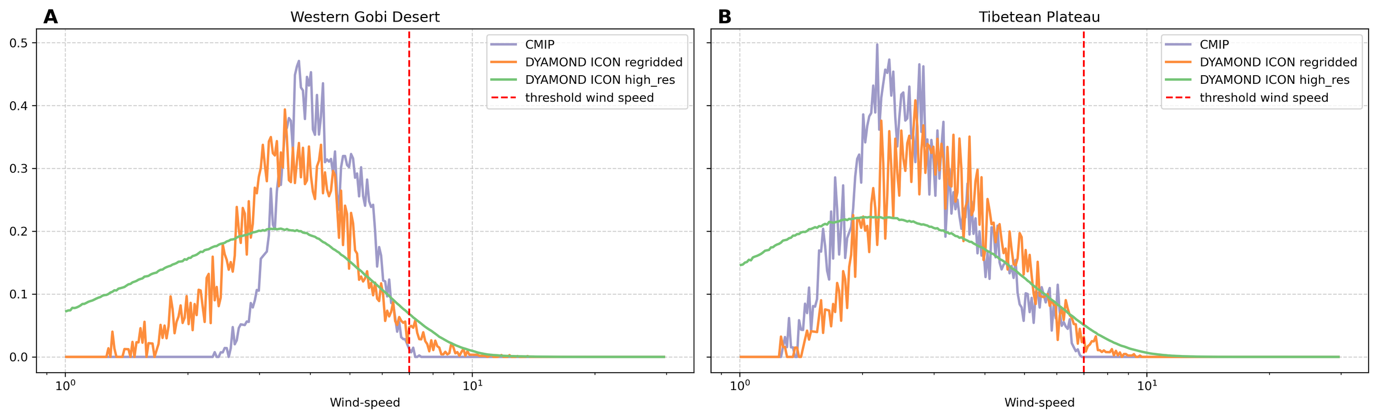 A
Western Gobi Desert
CMIP
DYAMOND ICON regridded
DYAMOND ICON high_res
threshold wind speed
0.5
0.4
0.3
0.2
0.1
0.0
10⁰
10¹
Wind-speed
B
Tibetean Plateau
CMIP
DYAMOND ICON regridded
DYAMOND ICON high_res
threshold wind speed
10⁰
10¹
Wind-speed